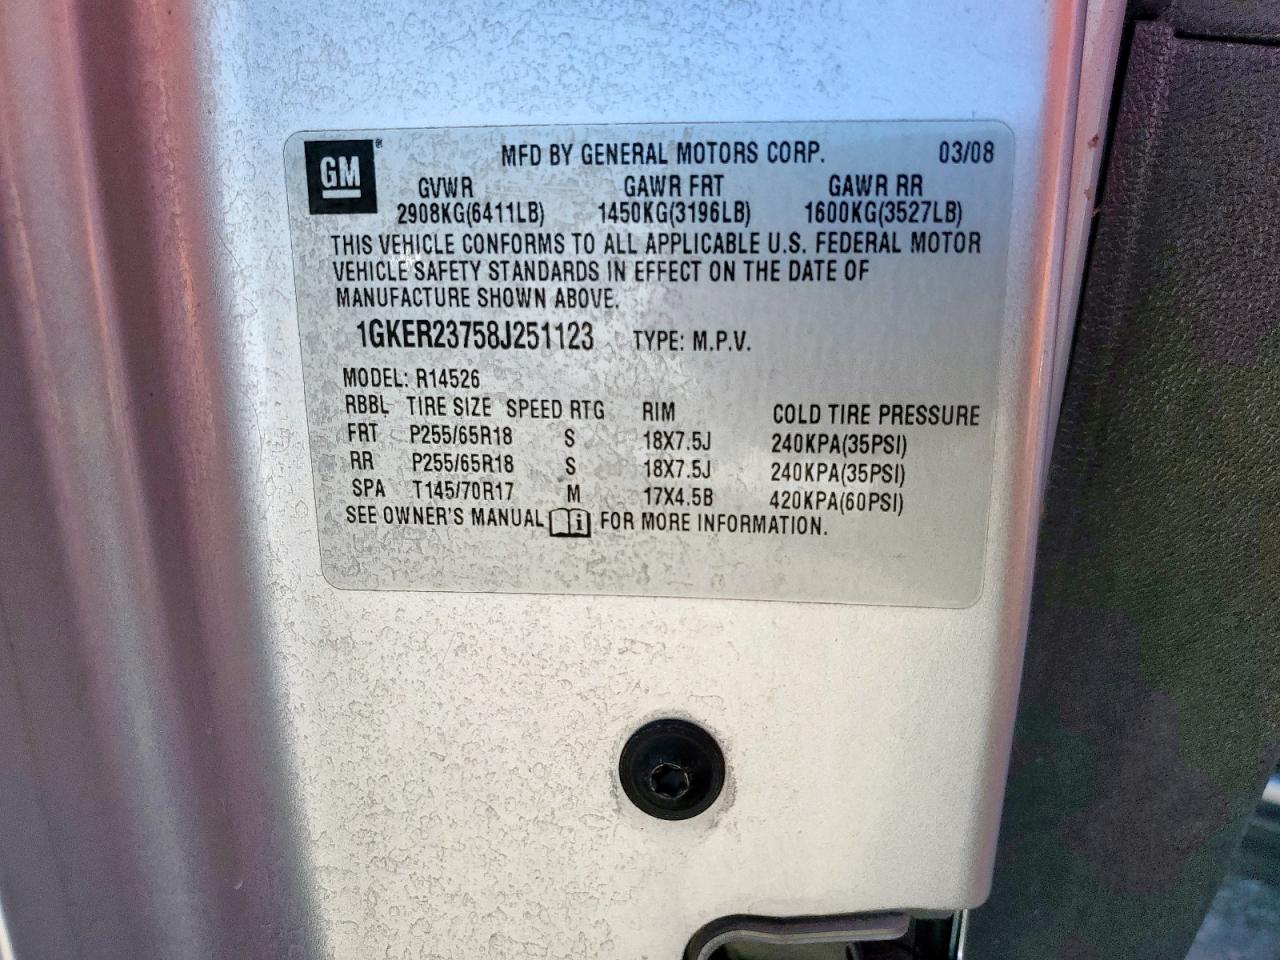 GM® MFD BY GENERAL MOTORS CORP. 03/08
GVWR GAWR FRT GAWR RR
2908KG(6411LB) 1450KG(3196LB) 1600KG(3527LB)
THIS VEHICLE CONFORMS TO ALL APPLICABLE U.S. FEDERAL MOTOR
VEHICLE SAFETY STANDARDS IN EFFECT ON THE DATE OF
MANUFACTURE SHOWN ABOVE.
1GKER23758J251123 TYPE: M.P.V.
MODEL: R14526
RBBL TIRE SIZE SPEED RTG RIM COLD TIRE PRESSURE
FRT P255/65R18 S 18X7.5J 240KPA(35PSI)
RR P255/65R18 S 18X7.5J 240KPA(35PSI)
SPA T145/70R17 M 17X4.5B 420KPA(60PSI)
SEE OWNER'S MANUAL i FOR MORE INFORMATION.